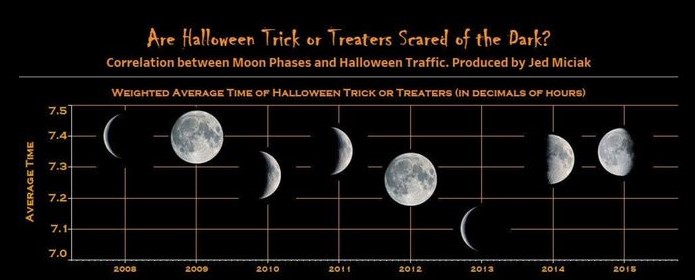 Are Halloween Trick or Treaters Scared of the Dark?
Correlation between Moon Phases and Halloween Traffic. Produced by Jed Miciak
Weighted Average Time of Halloween Trick or Treaters (in decimals of hours)
Average Time
7.5
7.4
7.3
7.2
7.1
7.0
2008 2009 2010 2011 2012 2013 2014 2015